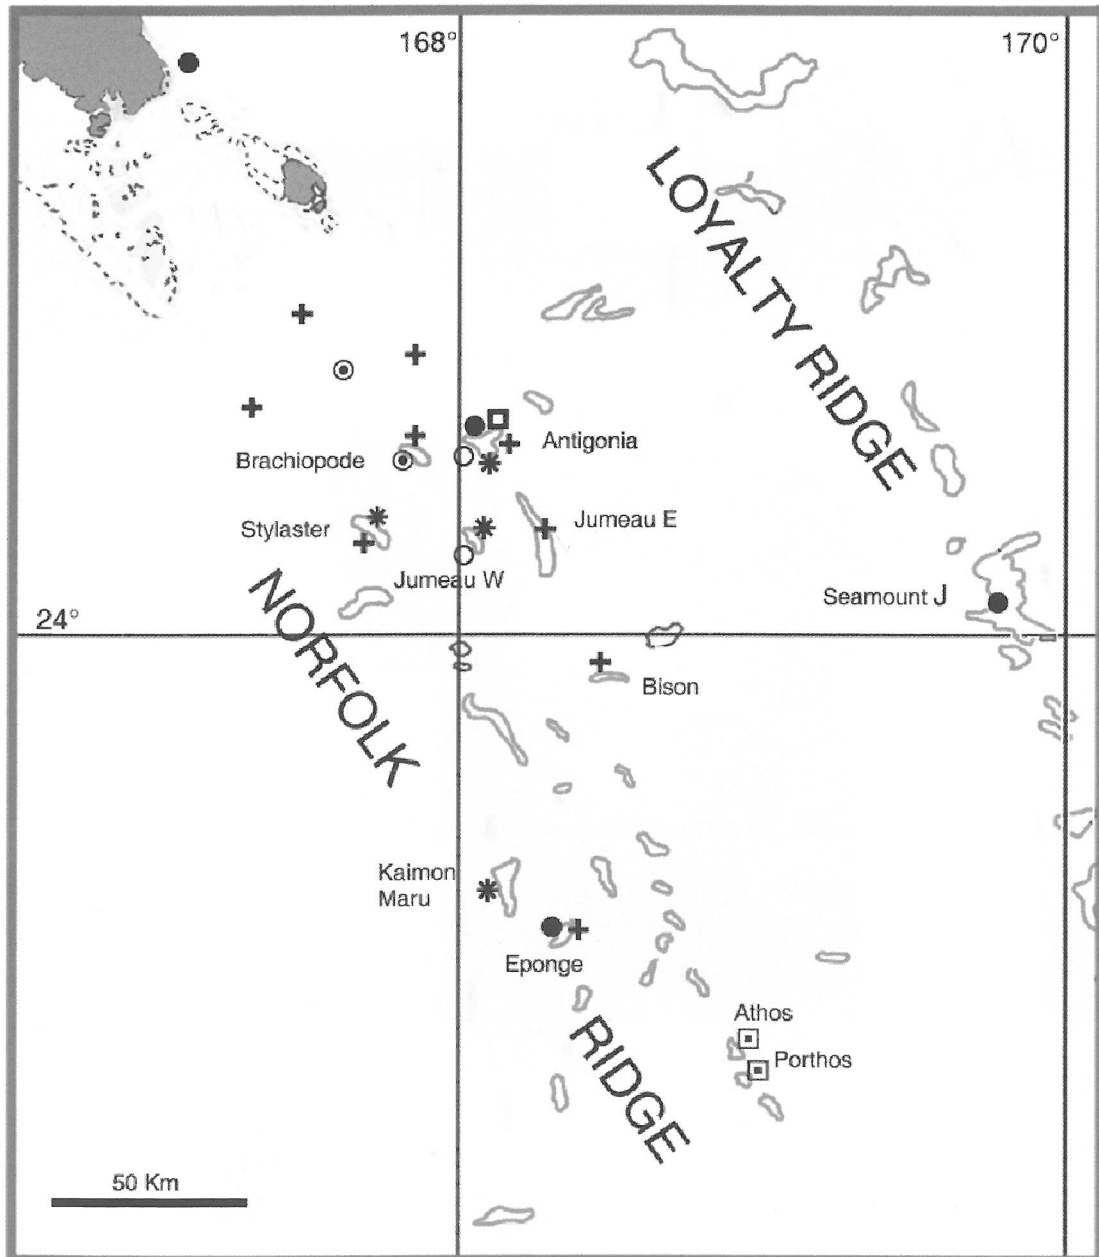 168°
170°
LOYALTY RIDGE
Antigonia
Brachiopode
Jumeau E
Stylaster
Jumeau W
Seamount J
24°
NORFOLK
Bison
Kaimon
Maru
Eponge
Athos
RIDGE
Porthos
50 Km